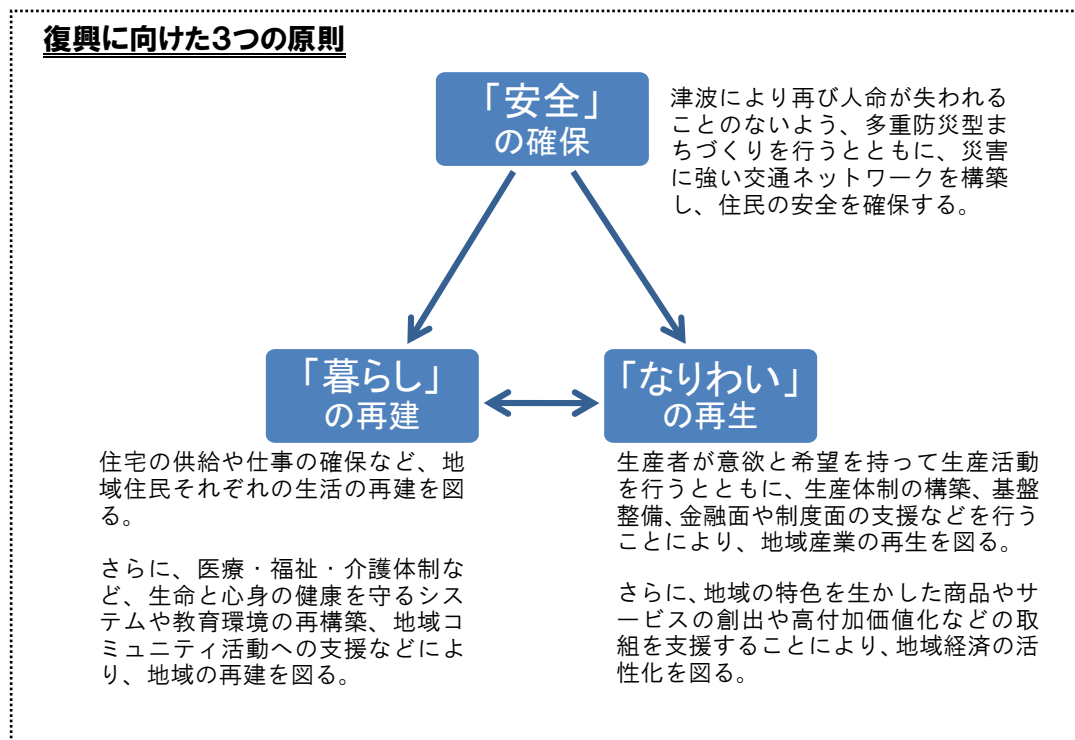 復興に向けた3つの原則
「安全」
の確保
津波により再び人命が失われる
ことのないよう、多重防災型ま
ちづくりを行うとともに、災害
に強い交通ネットワークを構築
し、住民の安全を確保する。
「暮らし」
の再建
「なりわい」
の再生
住宅の供給や仕事の確保など、地
域住民それぞれの生活の再建を図
る。
さらに、医療・福祉・介護体制な
ど、生命と心身の健康を守るシス
テムや教育環境の再構築、地域コ
ミュニティ活動への支援などによ
り、地域の再建を図る。
生産者が意欲と希望を持って生産活動
を行うとともに、生産体制の構築、基盤
整備、金融面や制度面の支援などを行う
ことにより、地域産業の再生を図る。
さらに、地域の特色を生かした商品やサ
ービスの創出や高付加価値化などの取
組を支援することにより、地域経済の活
性化を図る。